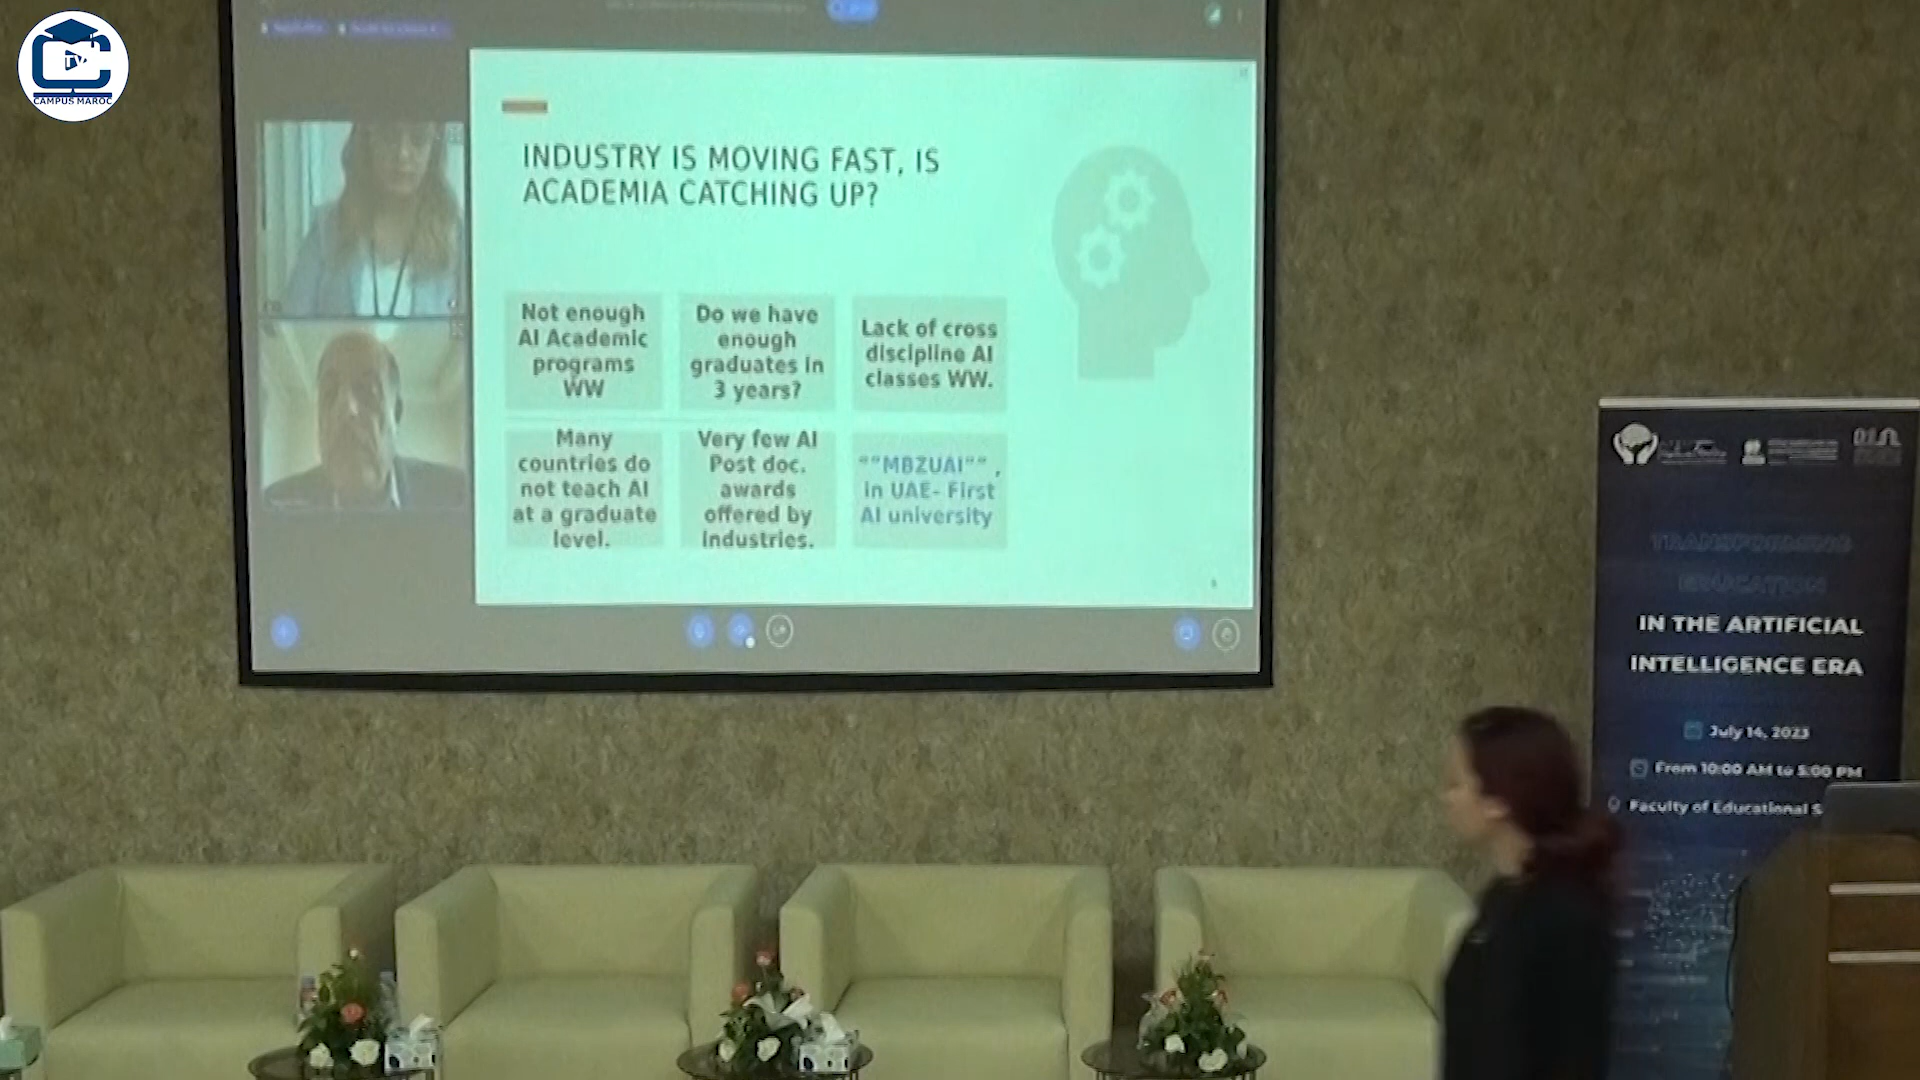 TV
CAMPUS MAROC
INDUSTRY IS MOVING FAST, IS
ACADEMIA CATCHING UP?
Not enough
AI Academic
programs
WW
Do we have
enough
graduates in
3 years?
Lack of cross
discipline AI
classes WW.
Many
countries do
not teach AI
at a graduate
level.
Very few AI
Post doc.
awards
offered by
industries.
""MBZUAI"" ,
in UAE- First
AI university
TRANSFORMING
EDUCATION
IN THE ARTIFICIAL
INTELLIGENCE ERA
July 14, 2023
From 10:00 AM to 5:00 PM
Faculty of Educational S